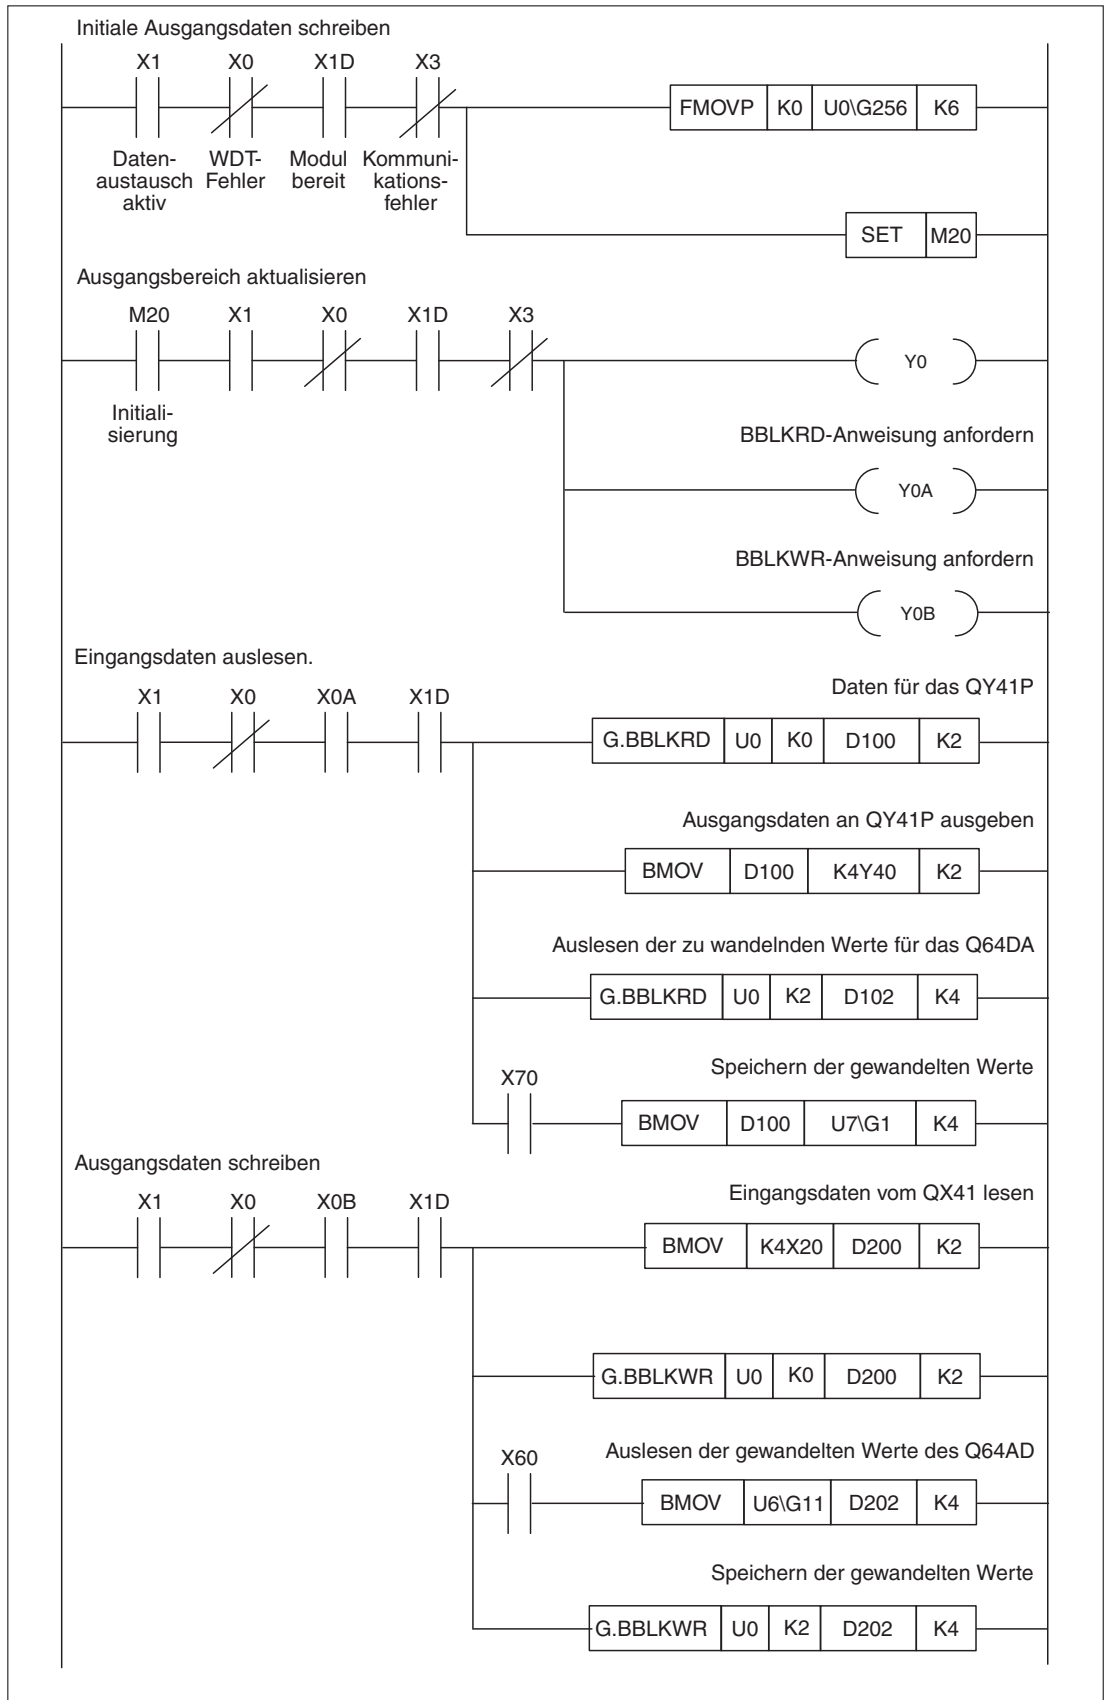 Initiale Ausgangsdaten schreiben
X1 X0 X1D X3
FMOVP K0 U0\G256 K6
Daten- WDT- Modul Kommuni-
austausch Fehler bereit kations-
aktiv fehler
SET M20
Ausgangsbereich aktualisieren
M20 X1 X0 X1D X3
Y0
Initiali-
sierung
BBLKRD-Anweisung anfordern
Y0A
BBLKWR-Anweisung anfordern
Y0B
Eingangsdaten auslesen.
Daten für das QY41P
X1 X0 X0A X1D
G.BBLKRD U0 K0 D100 K2
Ausgangsdaten an QY41P ausgeben
BMOV D100 K4Y40 K2
Auslesen der zu wandelnden Werte für das Q64DA
G.BBLKRD U0 K2 D102 K4
Speichern der gewandelten Werte
X70
BMOV D100 U7\G1 K4
Ausgangsdaten schreiben
Eingangsdaten vom QX41 lesen
X1 X0 X0B X1D
BMOV K4X20 D200 K2
G.BBLKWR U0 K0 D200 K2
Auslesen der gewandelten Werte des Q64AD
X60
BMOV U6\G11 D202 K4
Speichern der gewandelten Werte
G.BBLKWR U0 K2 D202 K4